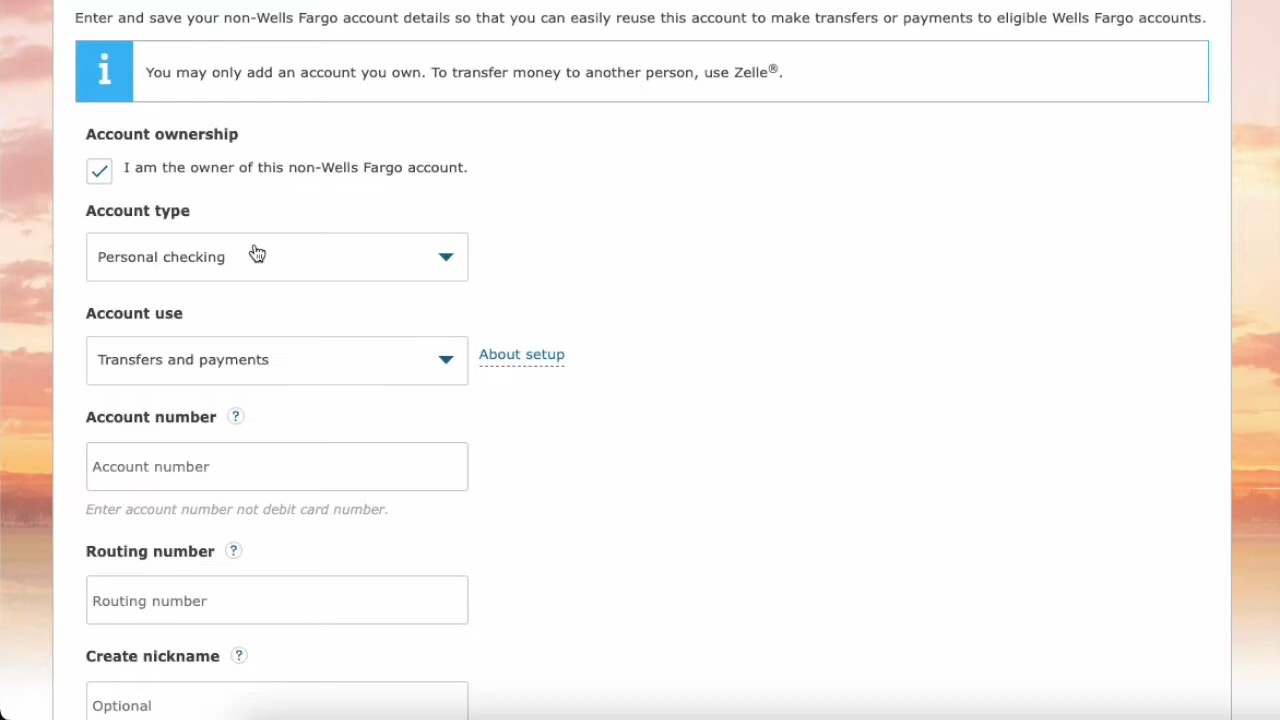 Enter and save your non-Wells Fargo account details so that you can easily reuse this account to make transfers or payments to eligible Wells Fargo accounts.
i
You may only add an account you own. To transfer money to another person, use Zelle®.
Account ownership
I am the owner of this non-Wells Fargo account.
Account type
Personal checking
Account use
Transfers and payments
About setup
Account number ?
Account number
Enter account number not debit card number.
Routing number ?
Routing number
Create nickname ?
Optional